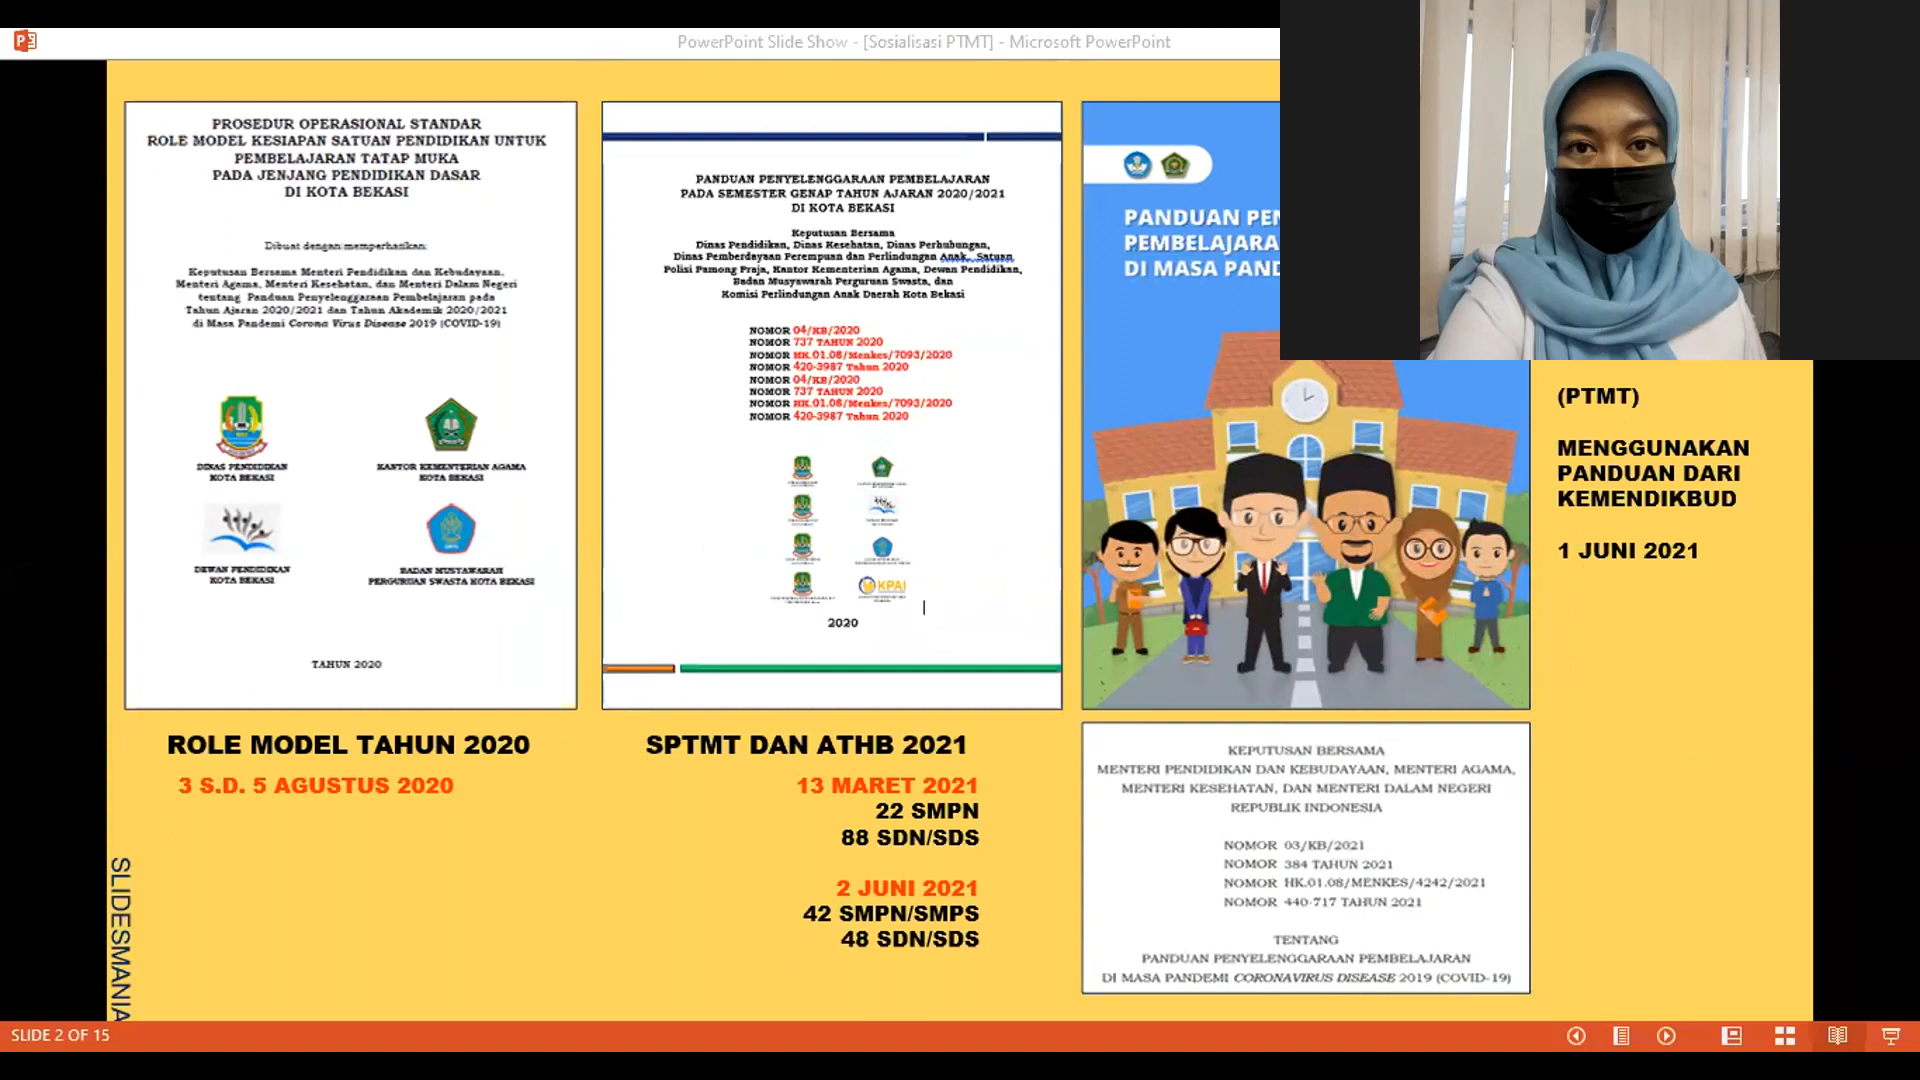 PowerPoint Slide Show - [Sosialisasi PTMT] - Microsoft PowerPoint
PROSEDUR OPERASIONAL STANDAR
ROLE MODEL KESIAPAN SATUAN PENDIDIKAN UNTUK
PEMBELAJARAN TATAP MUKA
PADA JENJANG PENDIDIKAN DASAR
DI KOTA BEKASI
Dibuat dengan memperhatikan:
Keputusan Bersama Menteri Pendidikan dan Kebudayaan,
Menteri Agama, Menteri Kesehatan, dan Menteri Dalam Negeri
tentang Panduan Penyelenggaraan Pembelajaran pada
Tahun Ajaran 2020/2021 dan Tahun Akademik 2020/2021
di Masa Pandemi Corona Virus Disease 2019 (COVID-19)
DINAS PENDIDIKAN
KOTA BEKASI
KANTOR KEMENTERIAN AGAMA
KOTA BEKASI
DEWAN PENDIDIKAN
KOTA BEKASI
BADAN MUSYAWARAH
PERGURUAN SWASTA KOTA BEKASI
TAHUN 2020
ROLE MODEL TAHUN 2020
3 S.D. 5 AGUSTUS 2020
PANDUAN PENYELENGGARAAN PEMBELAJARAN
PADA SEMESTER GENAP TAHUN AJARAN 2020/2021
DI KOTA BEKASI
Keputusan Bersama
Dinas Pendidikan, Dinas Kesehatan, Dinas Perhubungan,
Dinas Pemberdayaan Perempuan dan Perlindungan Anak, Satuan
Polisi Pamong Praja, Kantor Kementerian Agama, Dewan Pendidikan,
Badan Musyawarah Perguruan Swasta, dan
Komisi Perlindungan Anak Daerah Kota Bekasi
NOMOR 04/KB/2020
NOMOR 737 TAHUN 2020
NOMOR HK.01.08/Menkes/7093/2020
NOMOR 420-3987 Tahun 2020
NOMOR 04/KB/2020
NOMOR 737 TAHUN 2020
NOMOR HK.01.08/Menkes/7093/2020
NOMOR 420-3987 Tahun 2020
KPAI
2020
SPTMT DAN ATHB 2021
13 MARET 2021
22 SMPN
88 SDN/SDS
2 JUNI 2021
42 SMPN/SMPS
48 SDN/SDS
PANDUAN
DI MASA
KEPUTUSAN BERSAMA
MENTERI PENDIDIKAN DAN KEBUDAYAAN, MENTERI AGAMA,
MENTERI KESEHATAN, DAN MENTERI DALAM NEGERI
REPUBLIK INDONESIA
NOMOR 03/KB/2021
NOMOR 384 TAHUN 2021
NOMOR HK.01.08/MENKES/4242/2021
NOMOR 440-717 TAHUN 2021
TENTANG
PANDUAN PENYELENGGARAAN PEMBELAJARAN
DI MASA PANDEMI CORONAVIRUS DISEASE 2019 (COVID-19)
(PTMT)
MENGGUNAKAN
PANDUAN DARI
KEMENDIKBUD
1 JUNI 2021
SLIDESMANIA
SLIDE 2 OF 15